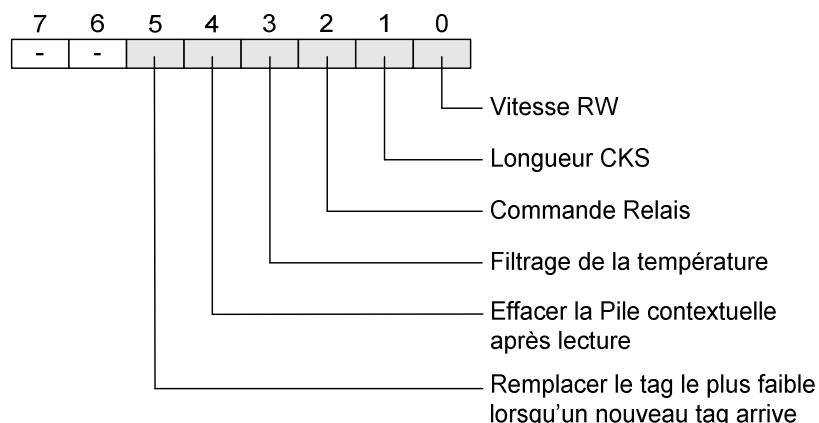 7 6 5 4 3 2 1 0
- -
Vitesse RW
Longueur CKS
Commande Relais
Filtrage de la température
Effacer la Pile contextuelle
après lecture
Remplacer le tag le plus faible
lorsqu'un nouveau tag arrive